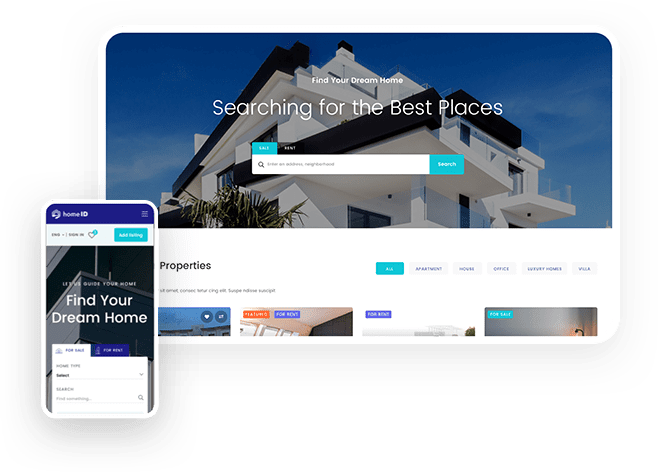 Find Your Dream Home
Searching for the Best Places
SALE RENT
Enter an address, neighborhood
Search
Properties
ALL APARTMENT HOUSE OFFICE LUXURY HOMES VILLA
sit amet, consec tetur cing elit. Suspe ndisse suscipit
FEATURED FOR RENT
FOR RENT
FOR SALE
home ID
ENG SIGN IN
Add listing
LET US GUIDE YOUR HOME
Find Your
Dream Home
FOR SALE FOR RENT
HOME TYPE
Select
SEARCH
Find something...